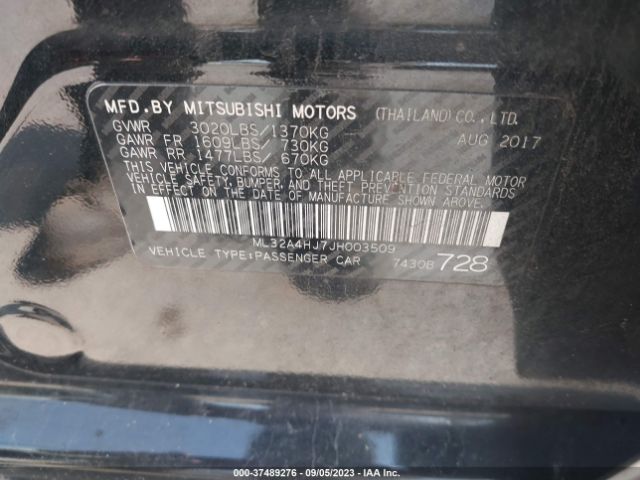 MFD.BY MITSUBISHI MOTORS (THAILAND) CO., LTD.
GVWR 3020LBS/1370KG AUG 2017
GAWR FR 1609LBS/ 730KG
GAWR RR 1477LBS/ 670KG
THIS VEHICLE CONFORMS TO ALL APPLICABLE FEDERAL MOTOR
VEHICLE SAFETY, BUMPER, AND THEFT PREVENTION STANDARDS
IN EFFECT ON THE DATE OF MANUFACTURE SHOWN ABOVE.
ML32A4HJ7JH003509
VEHICLE TYPE:PASSENGER CAR 7430B 728
000-37489276 - 09/05/2023 - IAA Inc.